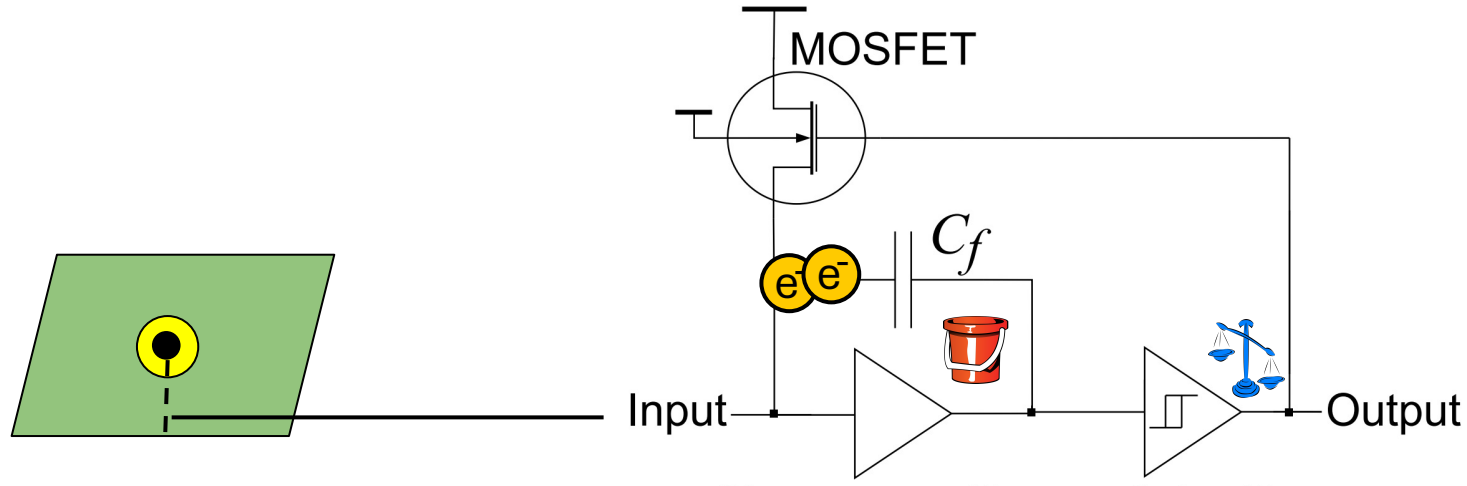 MOSFET
C_f
e⁻ e⁻
Input
Output